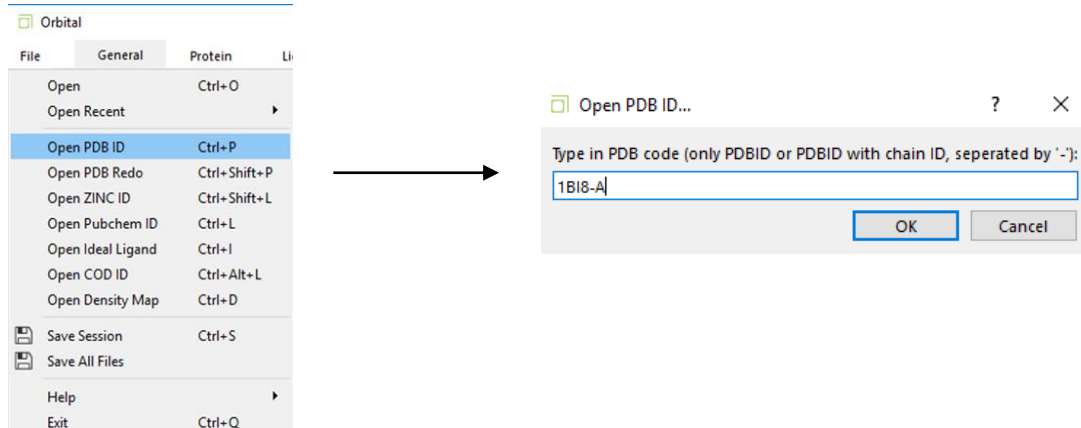 Orbital
File General Protein Li
Open Ctrl+O
Open Recent
Open PDB ID Ctrl+P
Open PDB Redo Ctrl+Shift+P
Open ZINC ID Ctrl+Shift+L
Open Pubchem ID Ctrl+L
Open Ideal Ligand Ctrl+I
Open COD ID Ctrl+Alt+L
Open Density Map Ctrl+D
Save Session Ctrl+S
Save All Files
Help
Exit Ctrl+Q
Open PDB ID... ?
Type in PDB code (only PDBID or PDBID with chain ID, seperated by '-'):
1BI8-A
OK Cancel